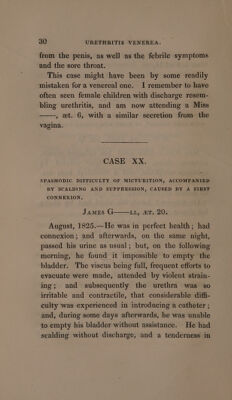 30 URETHRITIS VENEREA.
from the penis, as well as the febrile symptoms
and the sore throat.
This case might have been by some readily
mistaken for a venereal one. I remember to have
often seen female children with discharge resem-
bling urethritis, and am now attending a Miss
——, æt. 6, with a similar secretion from the
vagina.
CASE XX.
SPASMODIC DIFFICULTY OF MICTURITION, ACCOMPANIED
BY SCALDING AND SUPPRESSION, CAUSED BY A FIRST
CONNEXION.
JAMES G——LL, ÆT. 20.
August, 1825.—He was in perfect health; had
connexion; and afterwards, on the same night,
passed his urine as usual; but, on the following
morning, he found it impossible to empty the
bladder. The viscus being full, frequent efforts to
evacuate were made, attended by violent strain-
ing; and subsequently the urethra was so
irritable and contractile, that considerable diffi-
culty was experienced in introducing a catheter;
and, during some days afterwards, he was unable
to empty his bladder without assistance. He had
scalding without discharge, and a tenderness in